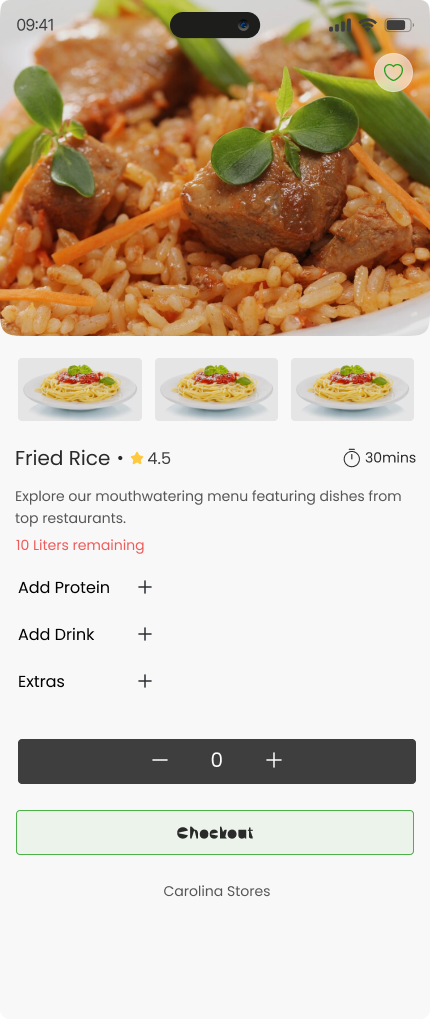 09:41
Fried Rice • 4.5
30mins
Explore our mouthwatering menu featuring dishes from
top restaurants.
10 Liters remaining
Add Protein +
Add Drink +
Extras +
— 0 +
Checkout
Carolina Stores